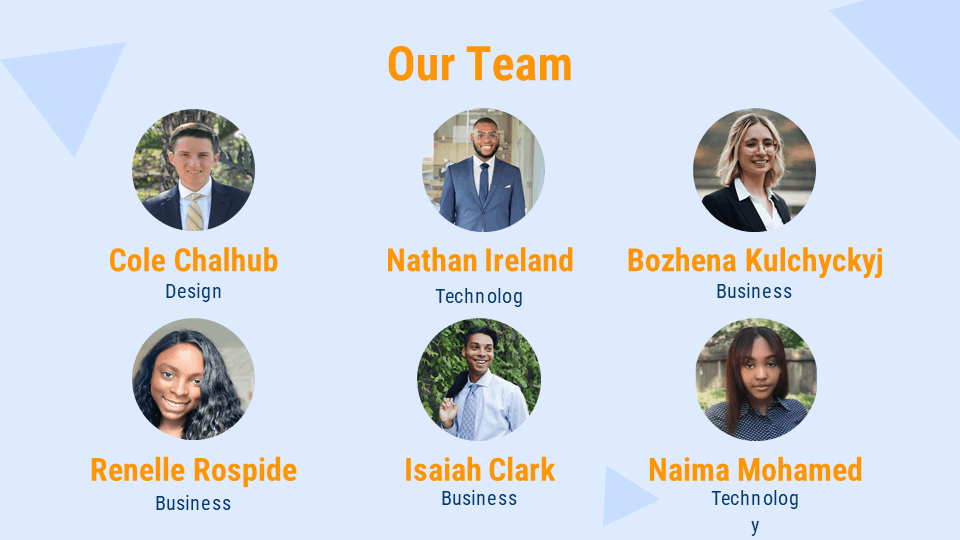 Our Team
Cole Chalhub
Nathan Ireland
Bozhena Kulchyckyj
Design
Technolog
Business
Renelle Rospide
Isaiah Clark
Naima Mohamed
Business
Business
Technolog
y